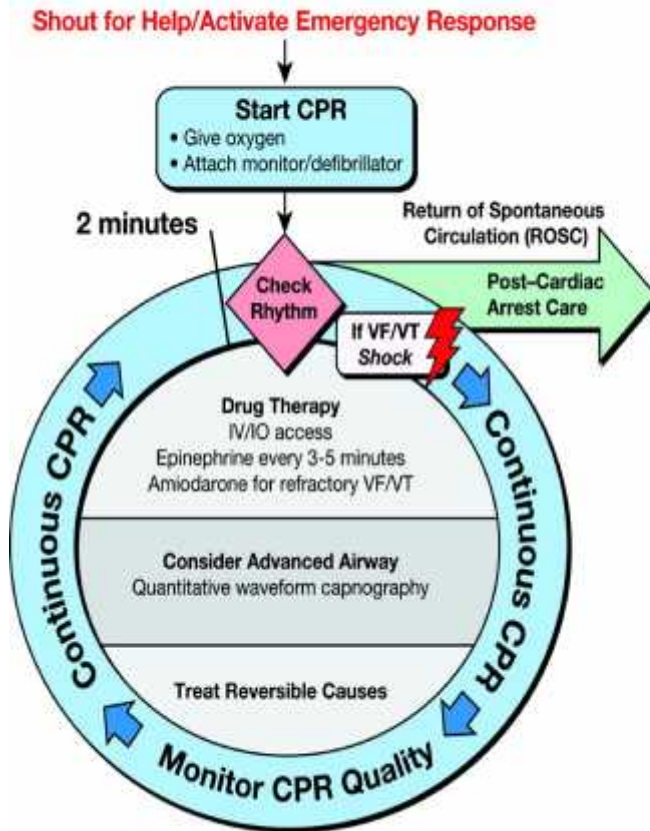 Shout for Help/Activate Emergency Response
Start CPR
• Give oxygen
• Attach monitor/defibrillator
2 minutes
Return of Spontaneous
Circulation (ROSC)
Post–Cardiac
Arrest Care
Check
Rhythm
If VF/VT
Shock
Drug Therapy
IV/IO access
Epinephrine every 3-5 minutes
Amiodarone for refractory VF/VT
Consider Advanced Airway
Quantitative waveform capnography
Treat Reversible Causes
Continuous CPR
Monitor CPR Quality
Continuous CPR